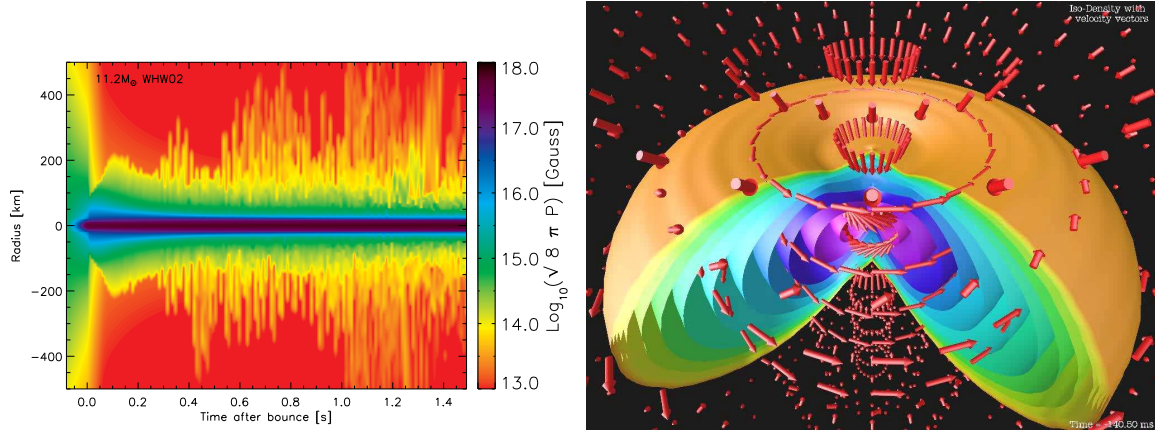 11.2M⊙ WHW02
400
200
0
−200
−400
Radius [km]
0.0 0.2 0.4 0.6 0.8 1.0 1.2 1.4
Time after bounce [s]
18.0
17.0
16.0
15.0
14.0
13.0
Log10(√ 8 π P) [Gauss]
Iso-Density with
velocity vectors
Time = -140.50 ms